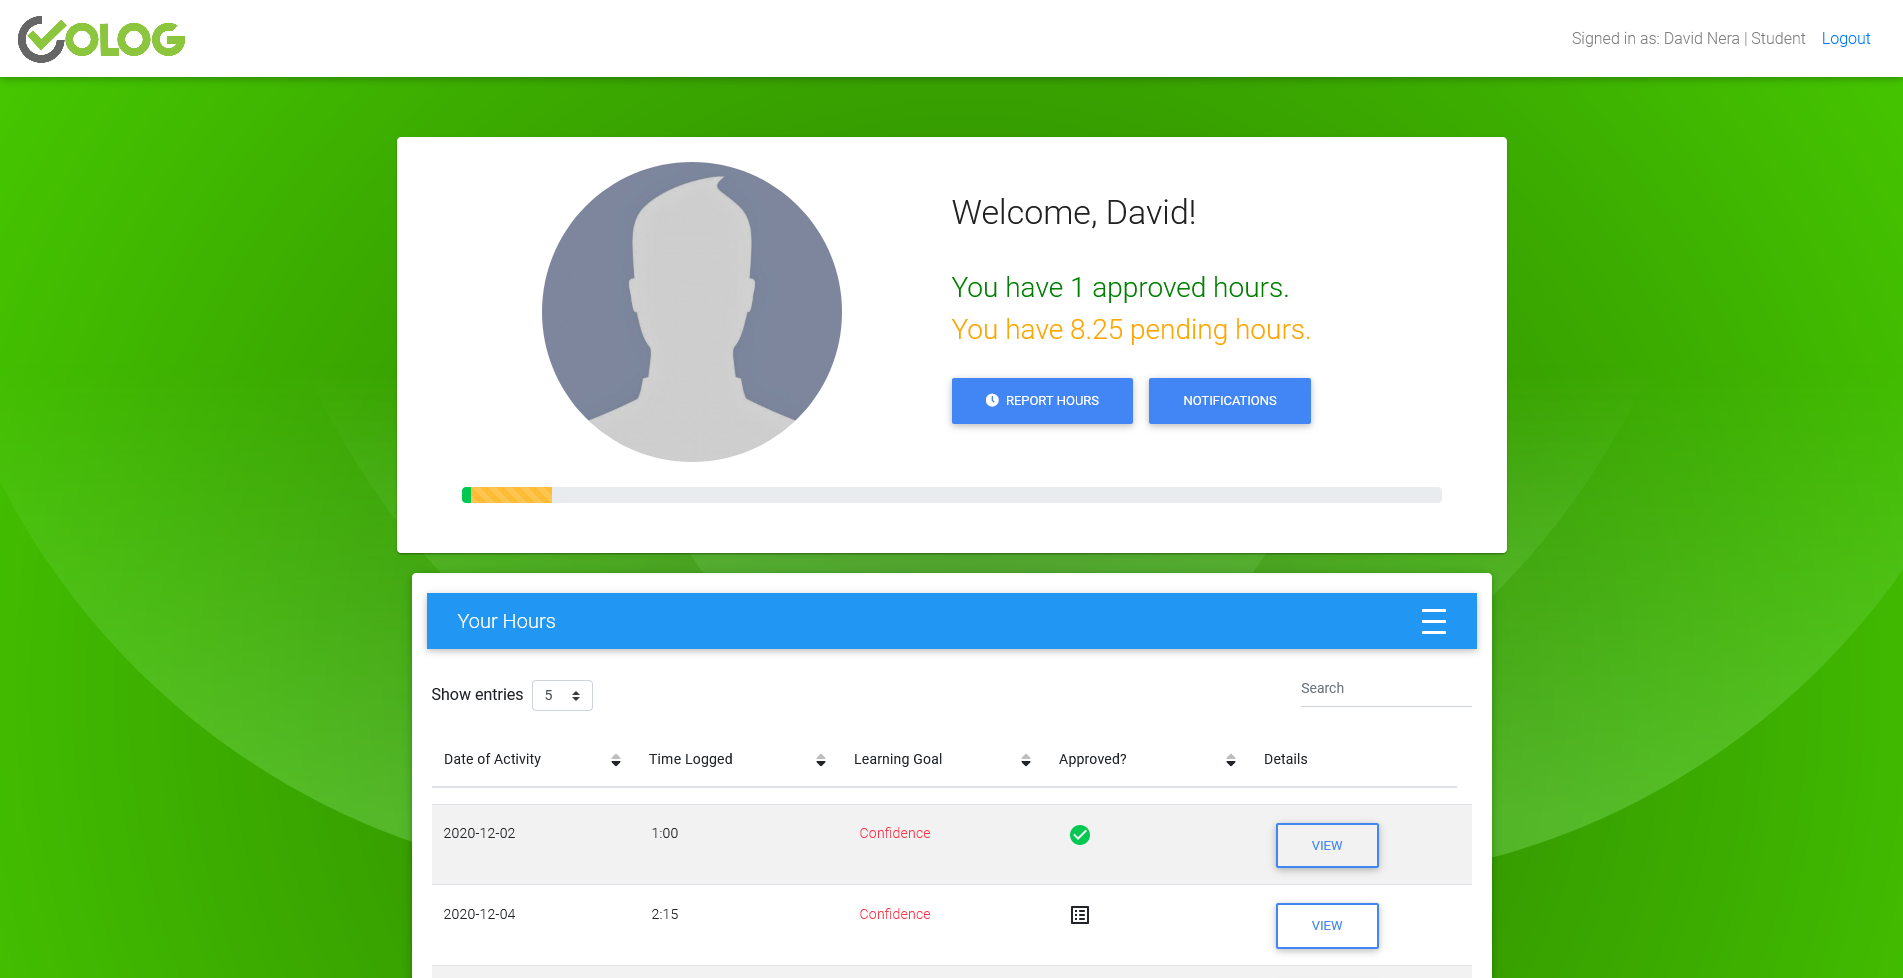 VOLOG
Signed in as: David Nera | Student Logout
Welcome, David!
You have 1 approved hours.
You have 8.25 pending hours.
REPORT HOURS NOTIFICATIONS
Your Hours
Show entries 5 Search
Date of Activity Time Logged Learning Goal Approved? Details
2020-12-02 1:00 Confidence VIEW
2020-12-04 2:15 Confidence VIEW